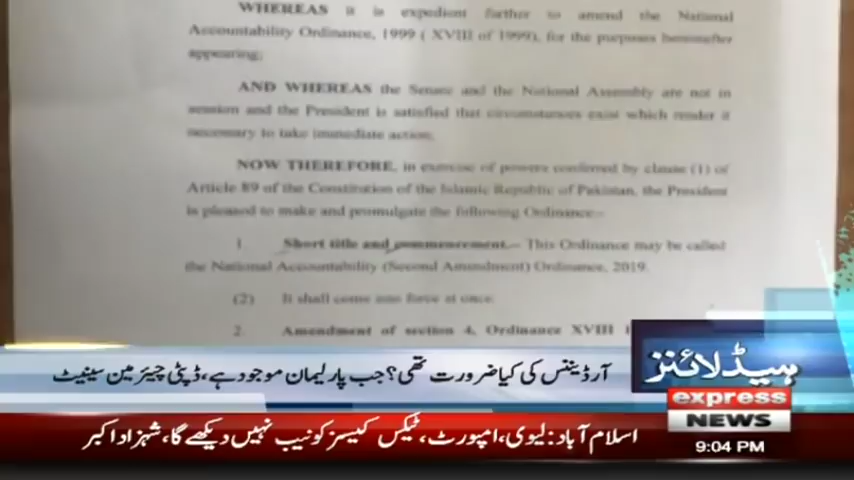 WHEREAS it is expedient further to amend the National
Accountability Ordinance, 1999 ( XVIII of 1999), for the purposes hereinafter
appearing;
AND WHEREAS the Senate and the National Assembly are not in
session and the President is satisfied that circumstances exist which render it
necessary to take immediate action;
NOW THEREFORE, in exercise of powers conferred by clause (1) of
Article 89 of the Constitution of the Islamic Republic of Pakistan, the President
is pleased to make and promulgate the following Ordinance:-
1. Short title and commencement.— This Ordinance may be called
the National Accountability (Second Amendment) Ordinance, 2019.
(2) It shall come into force at once.
2. Amendment of section 4, Ordinance XVIII
آرڈیننس کی کیا ضرورت تھی؟ جب پارلیمان موجود ہے، ڈپٹی چیئرمین سینیٹ
ہیڈلائنز
express
NEWS
اسلام آباد: لیوی، امپورٹ، ٹیکس کیسز کو نیب نہیں دیکھے گا، شہزاد اکبر
9:04 PM